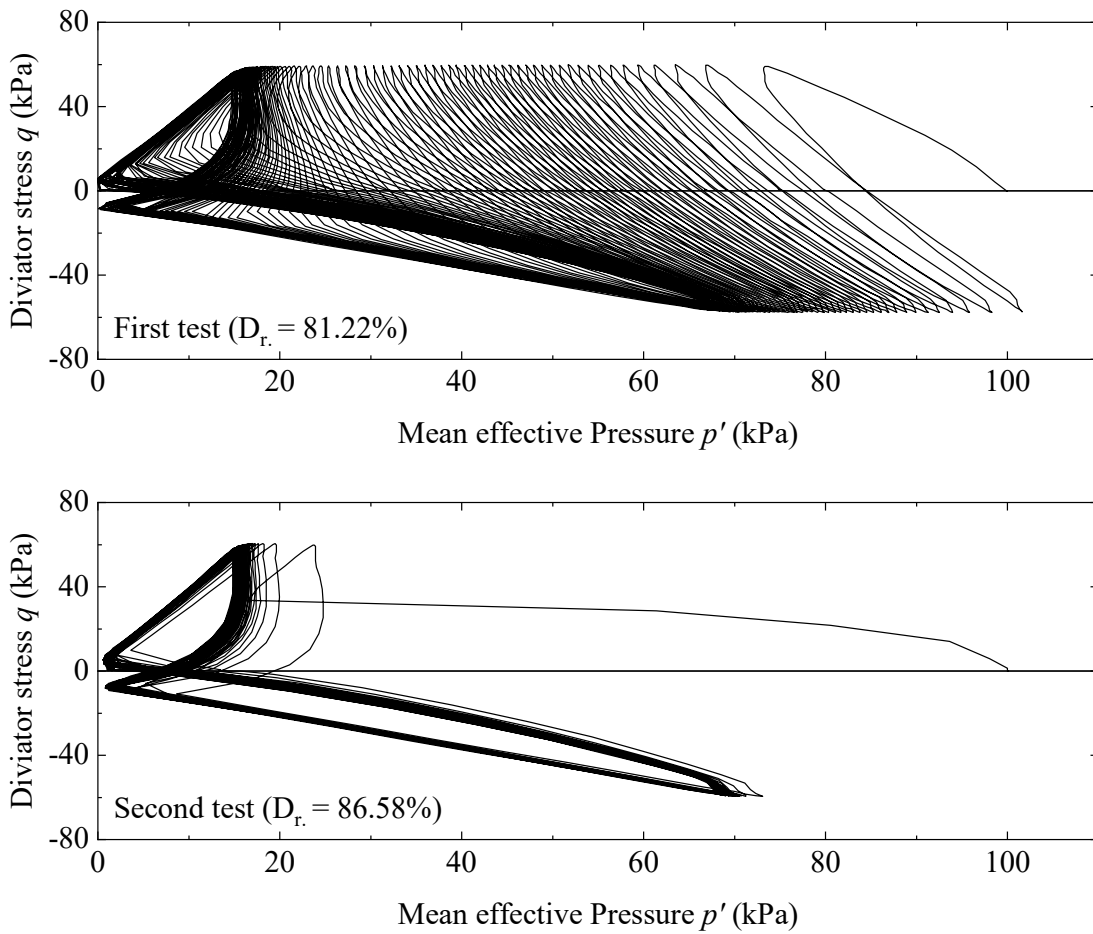 80
40
0
-40
-80
Diviator stress q (kPa)
First test (Dr. = 81.22%)
0 20 40 60 80 100
Mean effective Pressure p′ (kPa)
80
40
0
-40
-80
Diviator stress q (kPa)
Second test (Dr. = 86.58%)
0 20 40 60 80 100
Mean effective Pressure p′ (kPa)